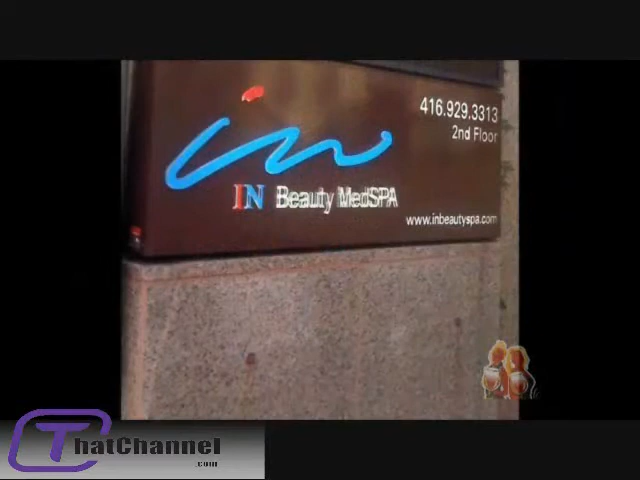 in
416.929.3313
2nd Floor
IN Beauty MedSPA
www.inbeautyspa.com
ThatChannel
.com